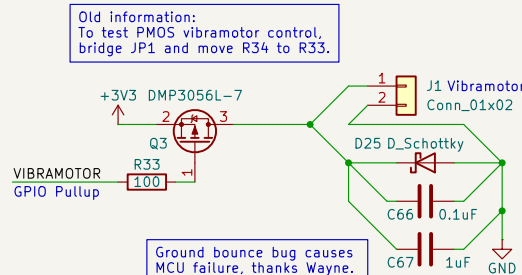 Old information:
To test PMOS vibramotor control,
bridge JP1 and move R34 to R33.
+3V3 DMP3056L-7
2
3
Q3
1
VIBRAMOTOR
GPIO Pullup
R33
100
1
2
J1 Vibramotor
Conn_01x02
D25 D_Schottky
C66 0.1uF
C67 1uF
GND
Ground bounce bug causes
MCU failure, thanks Wayne.